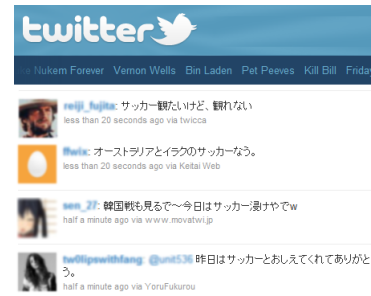 twitter
Nukem Forever Vernon Wells Bin Laden Pet Peeves Kill Bill Friday
reiji_fujita: サッカー観たいけど、観れない
less than 20 seconds ago via twicca
ffwix: オーストラリアとイラクのサッカーなう。
less than 20 seconds ago via Keitai Web
sen_27: 韓国戦も見るで～今日はサッカー漬けやでw
half a minute ago via www.movatwi.jp
tw0lipswithfang: @unit536 昨日はサッカーとおしえてくれてありがと
う。
half a minute ago via YoruFukurou